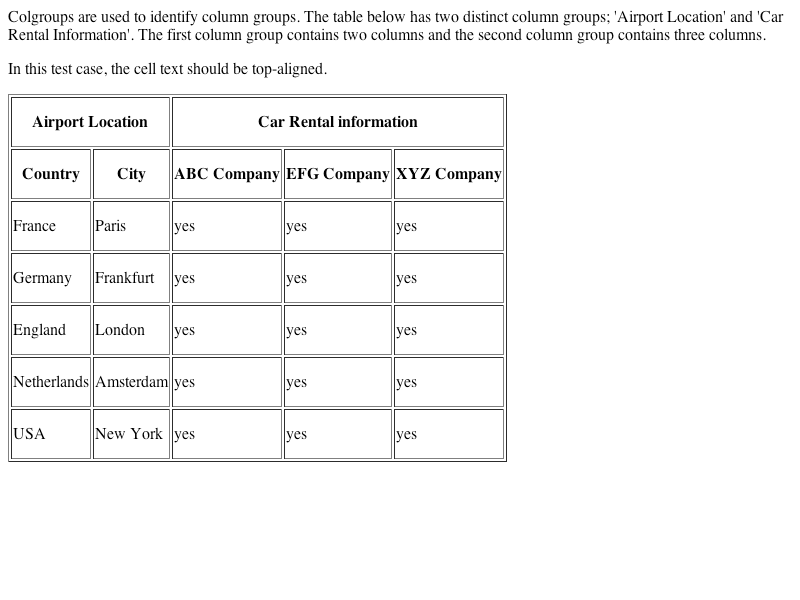 Colgroups are used to identify column groups. The table below has two distinct column groups; 'Airport Location' and 'Car
Rental Information'. The first column group contains two columns and the second column group contains three columns.
In this test case, the cell text should be top-aligned.
Airport Location Car Rental information
Country City ABC Company EFG Company XYZ Company
France Paris yes yes yes
Germany Frankfurt yes yes yes
England London yes yes yes
Netherlands Amsterdam yes yes yes
USA New York yes yes yes